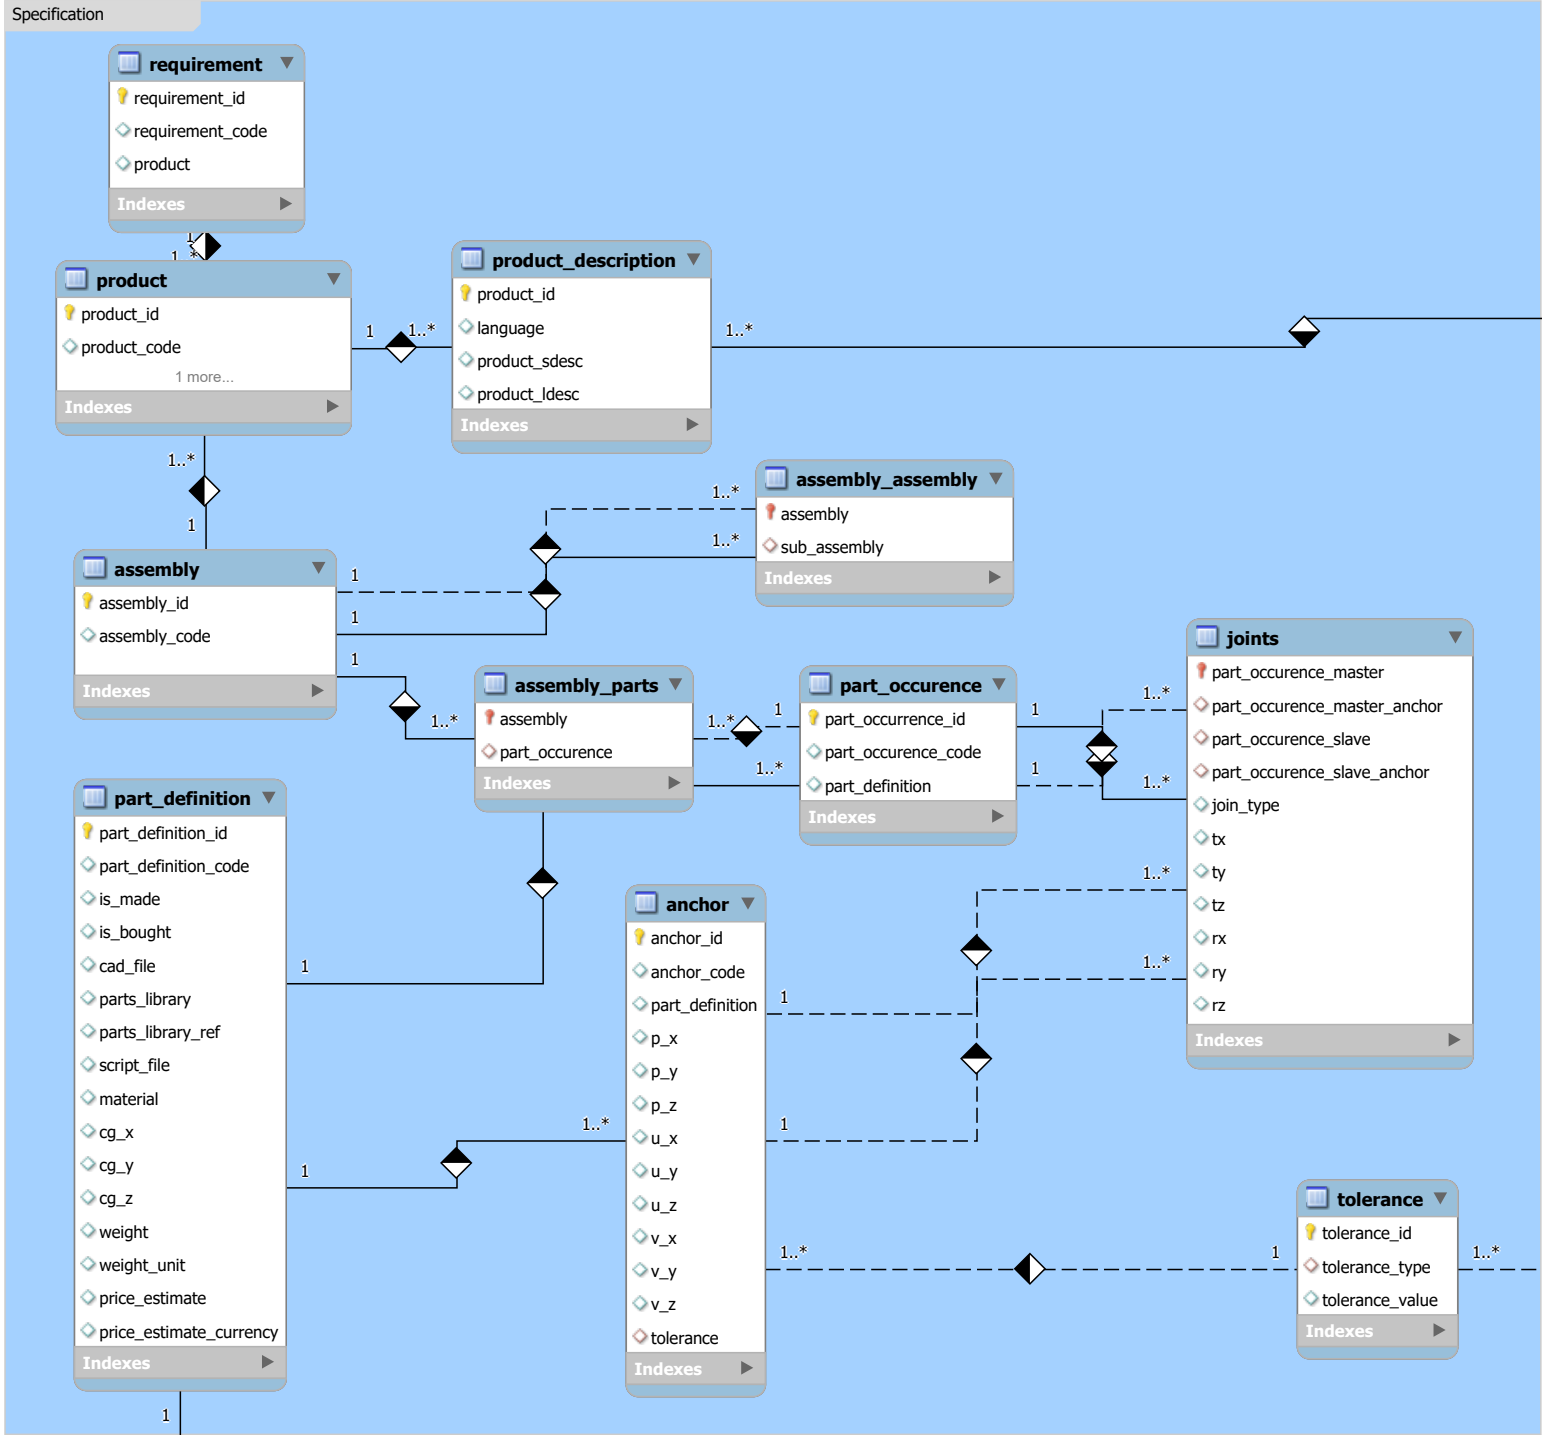 Specification
requirement
requirement_id
requirement_code
product
Indexes
1
1..*
product
product_id
product_code
1 more...
Indexes
1
1..*
product_description
product_id
language
product_sdesc
product_ldesc
Indexes
1..*
1..*
1
assembly
assembly_id
assembly_code
Indexes
1
1
1
1..*
1..*
assembly_assembly
assembly
sub_assembly
Indexes
1..*
assembly_parts
assembly
part_occurence
Indexes
1..*
1
1..*
part_occurence
part_occurrence_id
part_occurence_code
part_definition
Indexes
1
1
1..*
1..*
1..*
1..*
joints
part_occurence_master
part_occurence_master_anchor
part_occurence_slave
part_occurence_slave_anchor
join_type
tx
ty
tz
rx
ry
rz
Indexes
part_definition
part_definition_id
part_definition_code
is_made
is_bought
cad_file
parts_library
parts_library_ref
script_file
material
cg_x
cg_y
cg_z
weight
weight_unit
price_estimate
price_estimate_currency
Indexes
1
1
1
1..*
anchor
anchor_id
anchor_code
part_definition
p_x
p_y
p_z
u_x
u_y
u_z
v_x
v_y
v_z
tolerance
Indexes
1
1
1..*
1
tolerance
tolerance_id
tolerance_type
tolerance_value
Indexes
1..*